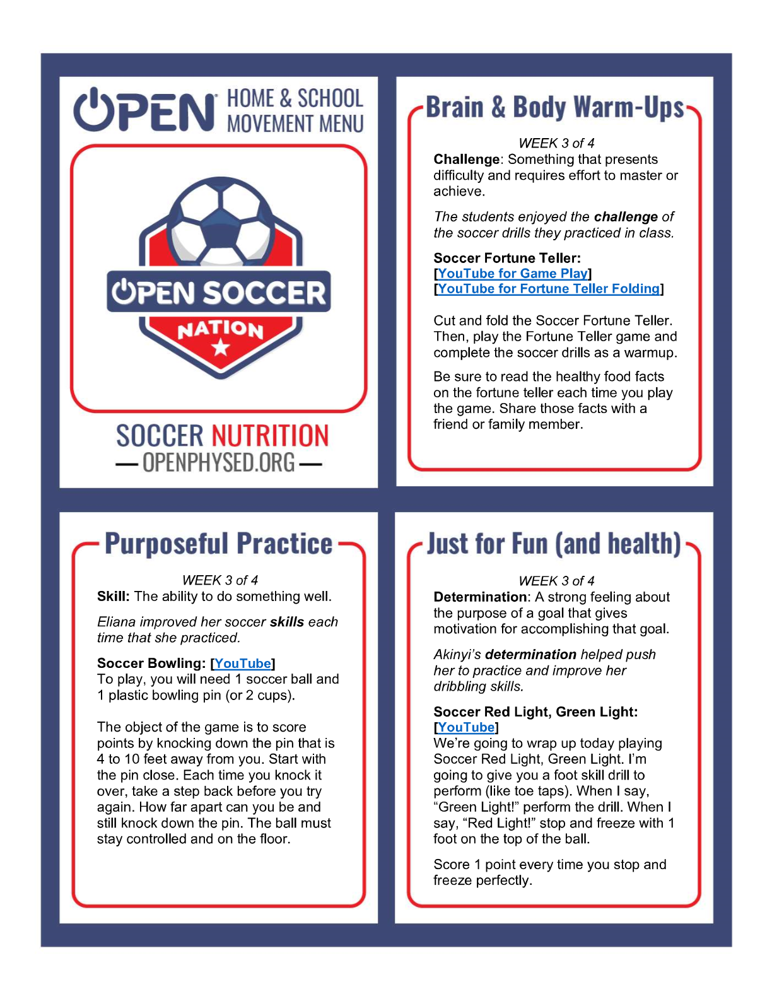 OPEN® HOME & SCHOOL
MOVEMENT MENU
OPEN SOCCER
NATION
SOCCER NUTRITION
— OPENPHYSED.ORG —
Brain & Body Warm-Ups
WEEK 3 of 4
Challenge: Something that presents
difficulty and requires effort to master or
achieve.
The students enjoyed the challenge of
the soccer drills they practiced in class.
Soccer Fortune Teller:
[YouTube for Game Play]
[YouTube for Fortune Teller Folding]
Cut and fold the Soccer Fortune Teller.
Then, play the Fortune Teller game and
complete the soccer drills as a warmup.
Be sure to read the healthy food facts
on the fortune teller each time you play
the game. Share those facts with a
friend or family member.
Purposeful Practice
WEEK 3 of 4
Skill: The ability to do something well.
Eliana improved her soccer skills each
time that she practiced.
Soccer Bowling: [YouTube]
To play, you will need 1 soccer ball and
1 plastic bowling pin (or 2 cups).
The object of the game is to score
points by knocking down the pin that is
4 to 10 feet away from you. Start with
the pin close. Each time you knock it
over, take a step back before you try
again. How far apart can you be and
still knock down the pin. The ball must
stay controlled and on the floor.
Just for Fun (and health)
WEEK 3 of 4
Determination: A strong feeling about
the purpose of a goal that gives
motivation for accomplishing that goal.
Akinyi’s determination helped push
her to practice and improve her
dribbling skills.
Soccer Red Light, Green Light:
[YouTube]
We’re going to wrap up today playing
Soccer Red Light, Green Light. I’m
going to give you a foot skill drill to
perform (like toe taps). When I say,
“Green Light!” perform the drill. When I
say, “Red Light!” stop and freeze with 1
foot on the top of the ball.
Score 1 point every time you stop and
freeze perfectly.